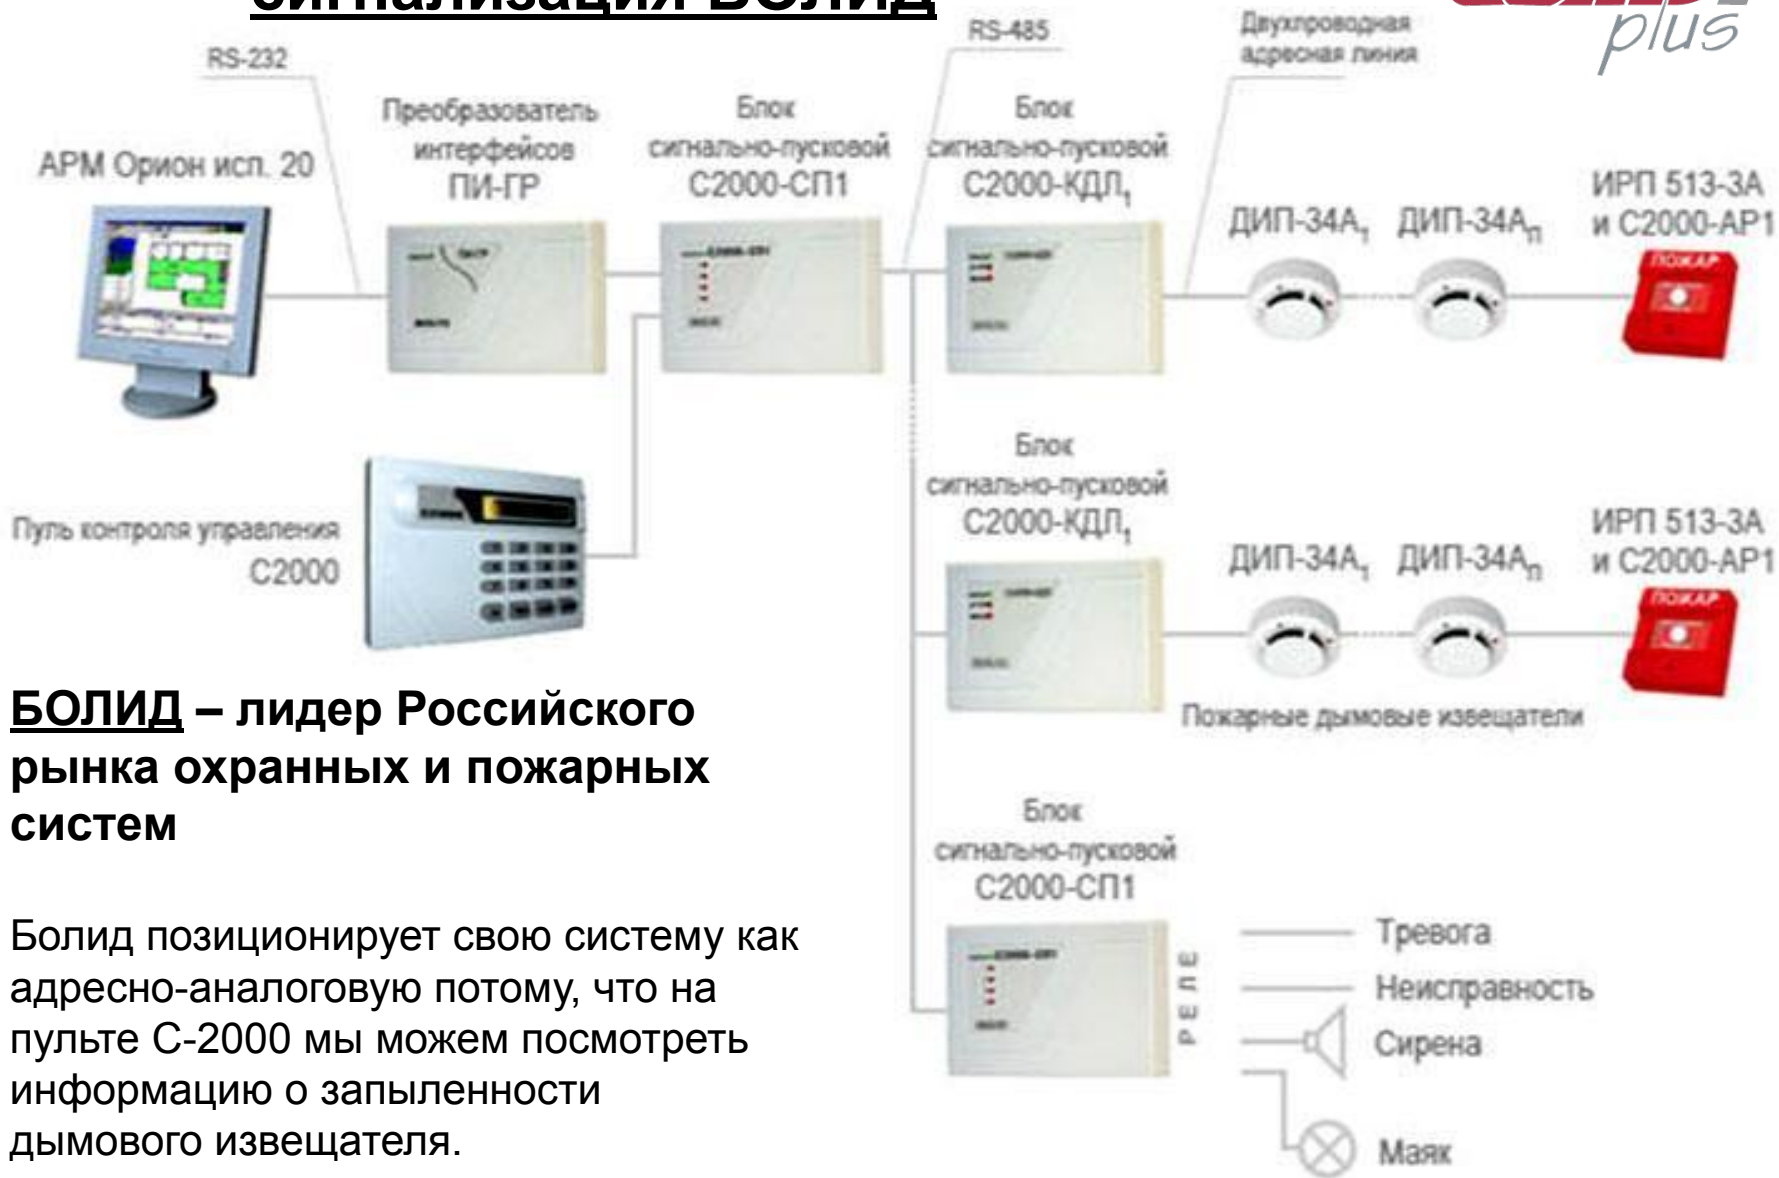 сигнализация БОЛИД
plus
RS-232
RS-485
Двухпроводная
адресная линия
АРМ Орион исп. 20
Преобразователь
интерфейсов
ПИ-ГР
Блок
сигнально-пусковой
С2000-СП1
Блок
сигнально-пусковой
С2000-КДЛ₁
ДИП-34А₁
ДИП-34Аₙ
ИРП 513-3А
и С2000-АР1
ПОЖАР
Пуль контроля управления
С2000
Блок
сигнально-пусковой
С2000-КДЛ₁
ДИП-34А₁
ДИП-34Аₙ
ИРП 513-3А
и С2000-АР1
ПОЖАР
Пожарные дымовые извещатели
БОЛИД – лидер Российского
рынка охранных и пожарных
систем
Болид позиционирует свою систему как
адресно-аналоговую потому, что на
пульте С-2000 мы можем посмотреть
информацию о запыленности
дымового извещателя.
Блок
сигнально-пусковой
С2000-СП1
РЕЛЕ
Тревога
Неисправность
Сирена
Маяк